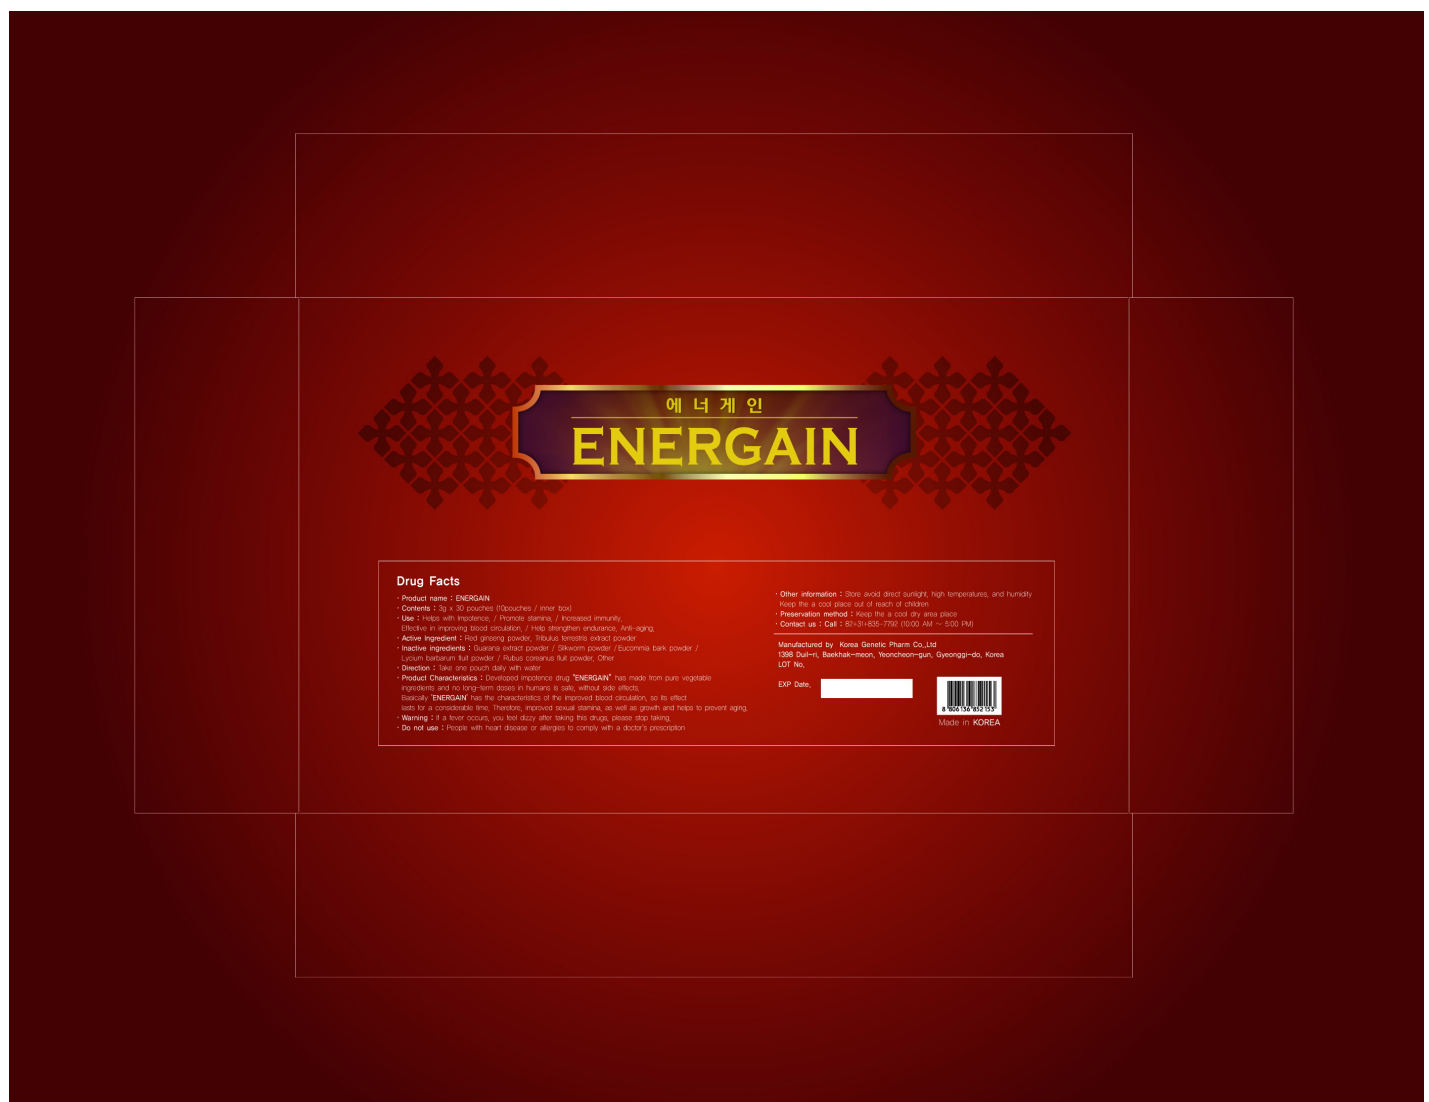 에너게인
ENERGAIN
Drug Facts
· Product name : ENERGAIN
· Contents : 3g x 30 pouches (10pouches / inner box)
· Use : Helps with Impotence, / Promote stamina, / Increased immunity,
Effective in improving blood circulation, / Help strengthen endurance, Anti-aging,
· Active Ingredient : Red ginseng powder, Tribulus terrestris extract powder
· Inactive ingredients : Guarana extract powder / Silkworm powder / Eucommia bark powder /
Lycium barbarum fluit powder / Rubus coreanus fluit powder, Other
· Direction : Take one pouch daily with water
· Product Characteristics : Developed impotence drug "ENERGAIN" has made from pure vegetable
ingredients and no long-term doses in humans is safe, without side effects,
Basically 'ENERGAIN' has the characteristics of the improved blood circulation, so its effect
lasts for a considerable time, Therefore, improved sexual stamina, as well as growth and helps to prevent aging,
· Warning : If a fever occurs, you feel dizzy after taking this drugs, please stop taking,
· Do not use : People with heart disease or allergies to comply with a doctor's prescription
· Other information : Store avoid direct sunlight, high temperatures, and humidity
Keep the a cool place out of reach of children
· Preservation method : Keep the a cool dry area place
· Contact us : Call : 82+31+835-7792 (10:00 AM ~ 5:00 PM)
Manufactured by Korea Genetic Pharm Co.,Ltd
1398 Duil-ri, Baekhak-meon, Yeoncheon-gun, Gyeonggi-do, Korea
LOT No,
EXP Date,
8 806136 852153
Made in KOREA